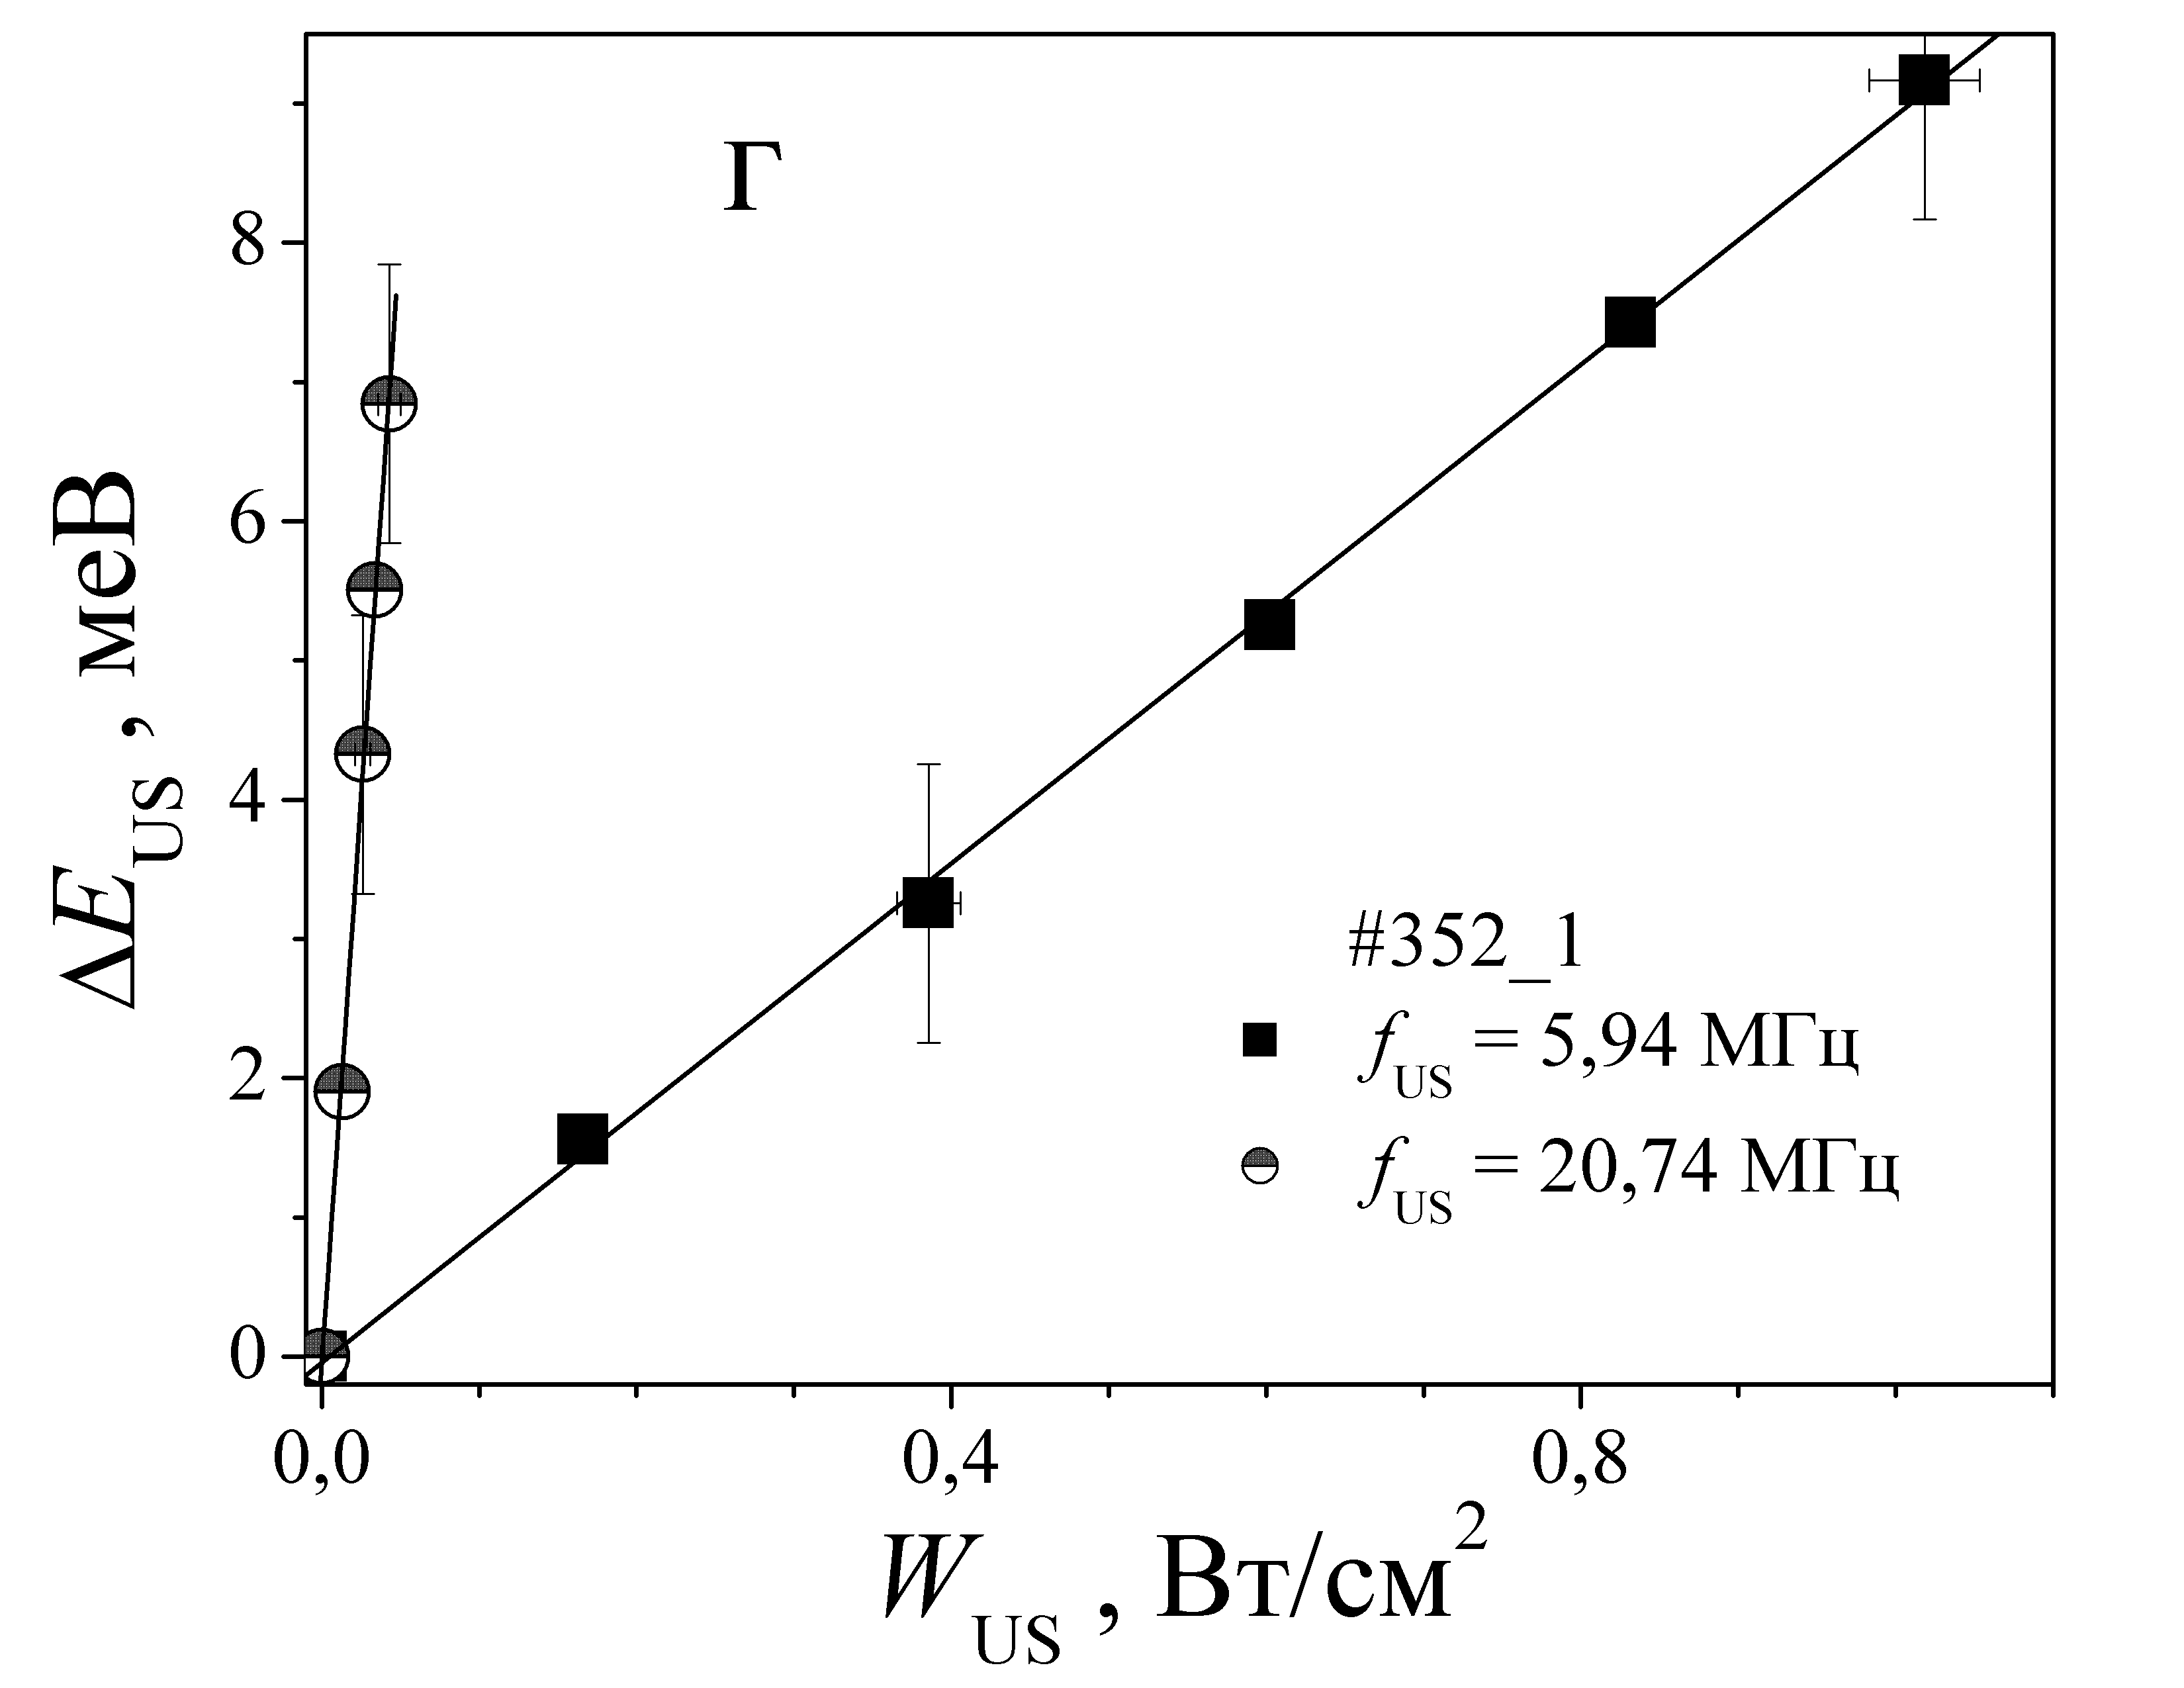 Г
8
6
4
2
0
ΔE_US, меВ
#352_1
f_US = 5,94 МГц
f_US = 20,74 МГц
0,0 0,4 0,8
W_US, Вт/см²